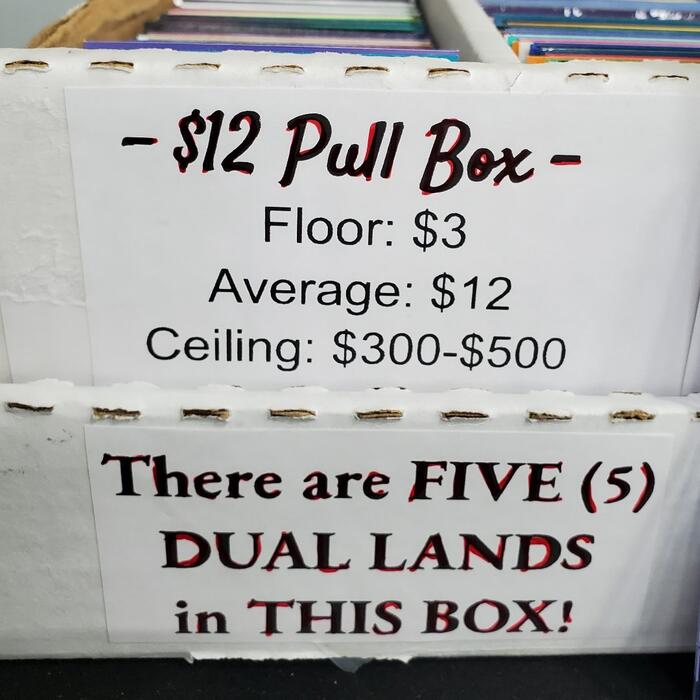 - $12 Pull Box -
Floor: $3
Average: $12
Ceiling: $300-$500
There are FIVE (5)
DUAL LANDS
in THIS BOX!